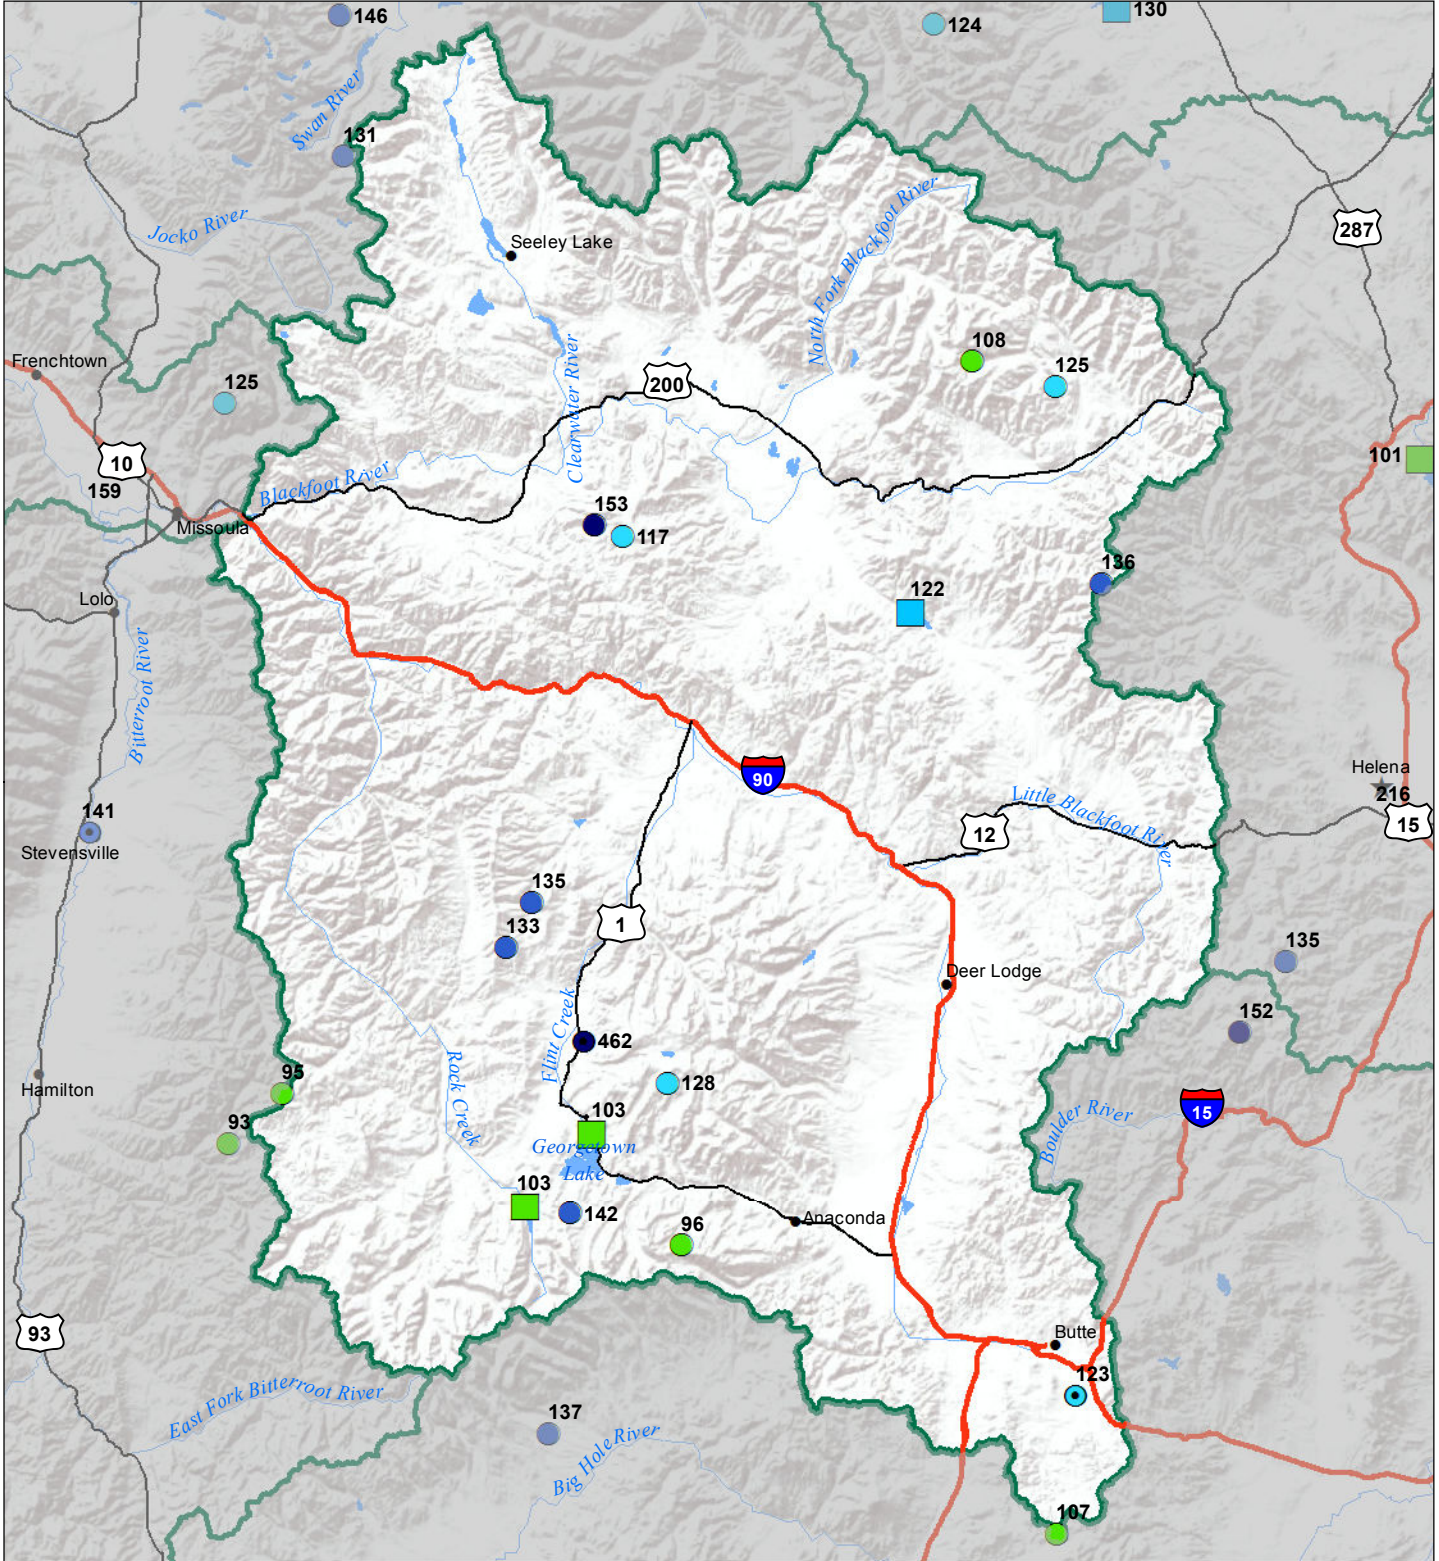 146
124
130
Swan River
131
Jocko River
North Fork Blackfoot River
287
Seeley Lake
108
125
Frenchtown
125
200
Clearwater River
10
159
Blackfoot River
101
Missoula
153
117
136
122
Lolo
Bitterroot River
90
Helena
216
15
Little Blackfoot River
12
141
Stevensville
135
133
1
135
Deer Lodge
152
Flint Creek
462
Rock Creek
128
Hamilton
95
93
103
Georgetown
Lake
Boulder River
15
103
142
96
Anaconda
93
Butte
123
East Fork Bitterroot River
137
Big Hole River
107